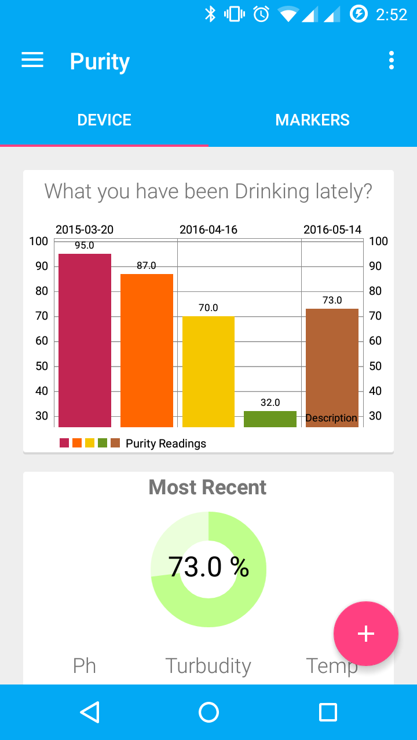 2:52
Purity
DEVICE MARKERS
What you have been Drinking lately?
2015-03-20 2016-04-16 2016-05-14
100 95.0 100
90 87.0 90
80 80
70 70.0 73.0 70
60 60
50 50
40 32.0 40
30 Description 30
Purity Readings
Most Recent
73.0 %
+
Ph Turbudity Temp